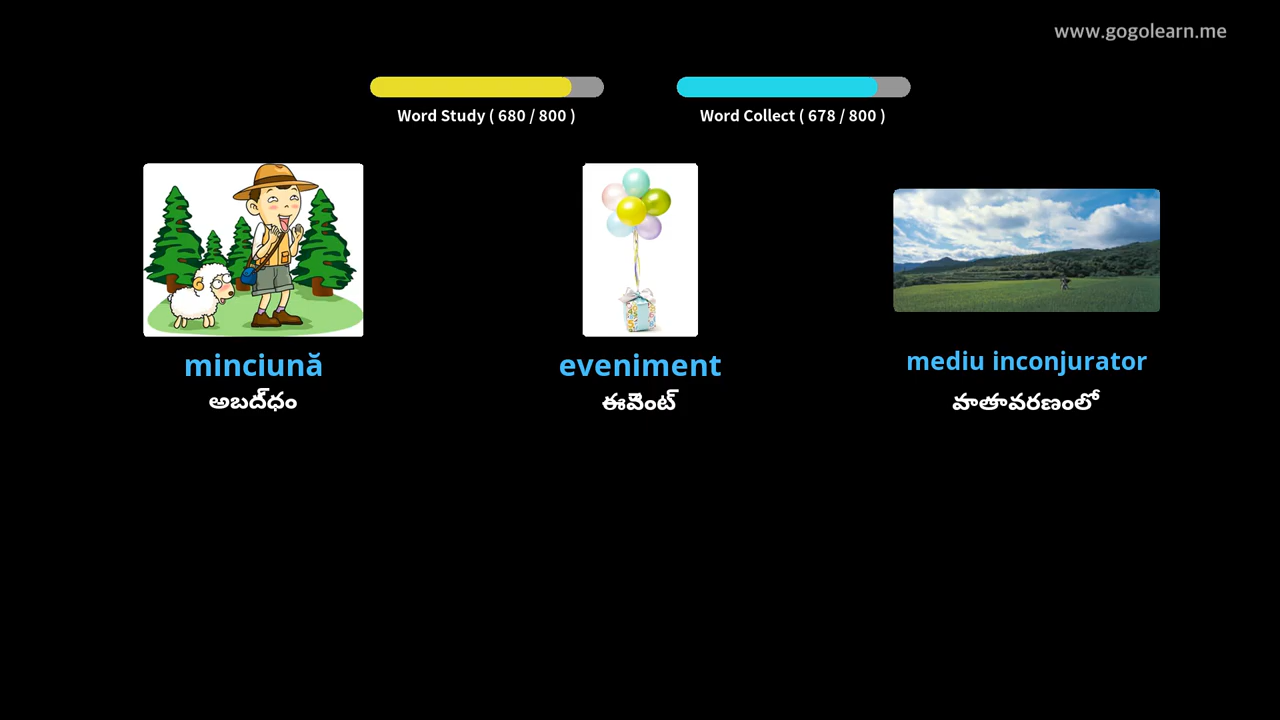 www.gogolearn.me
Word Study ( 680 / 800 )
Word Collect ( 678 / 800 )
minciună
eveniment
mediu inconjurator
అబద్ధం
ఈవెంట్
వాతావరణంలో